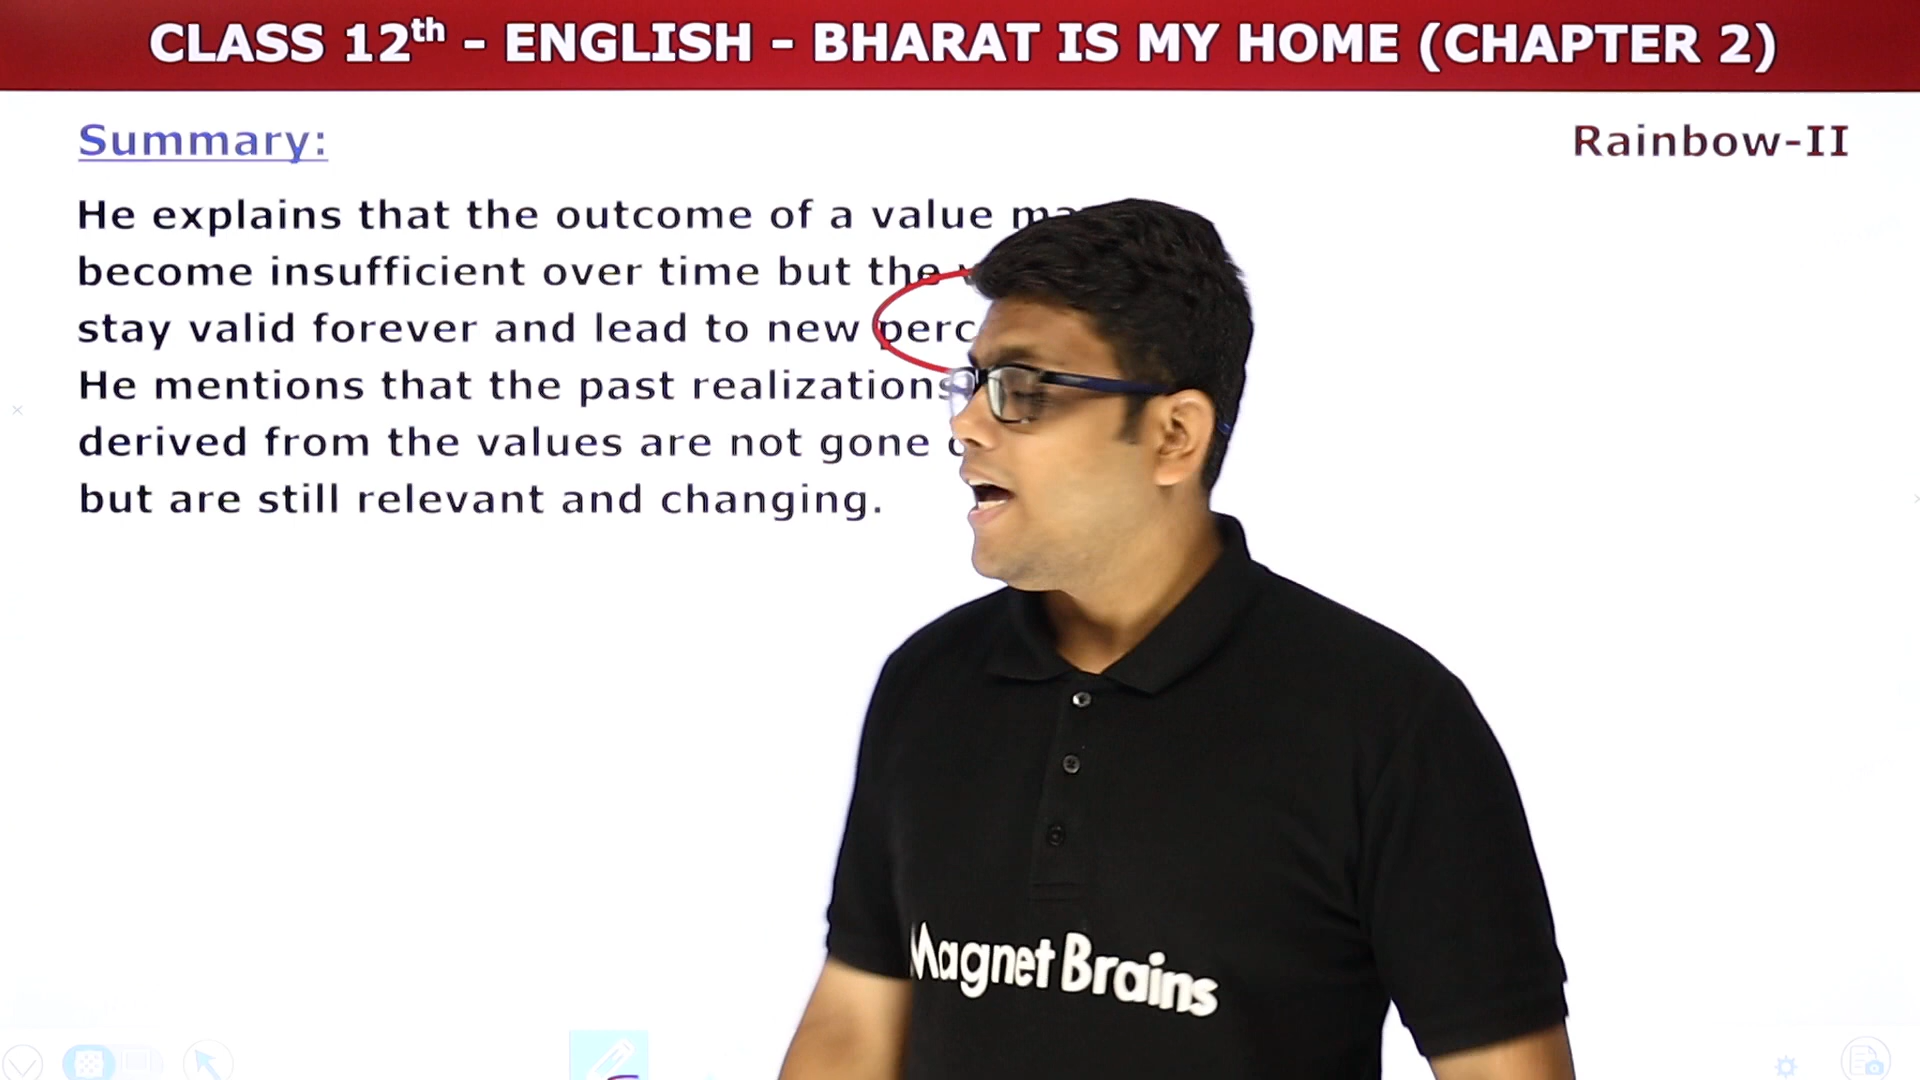 CLASS 12th - ENGLISH - BHARAT IS MY HOME (CHAPTER 2)
Summary:
Rainbow-II
He explains that the outcome of a value
become insufficient over time but the
stay valid forever and lead to new
He mentions that the past realizations
derived from the values are not gone
but are still relevant and changing.
Magnet Brains